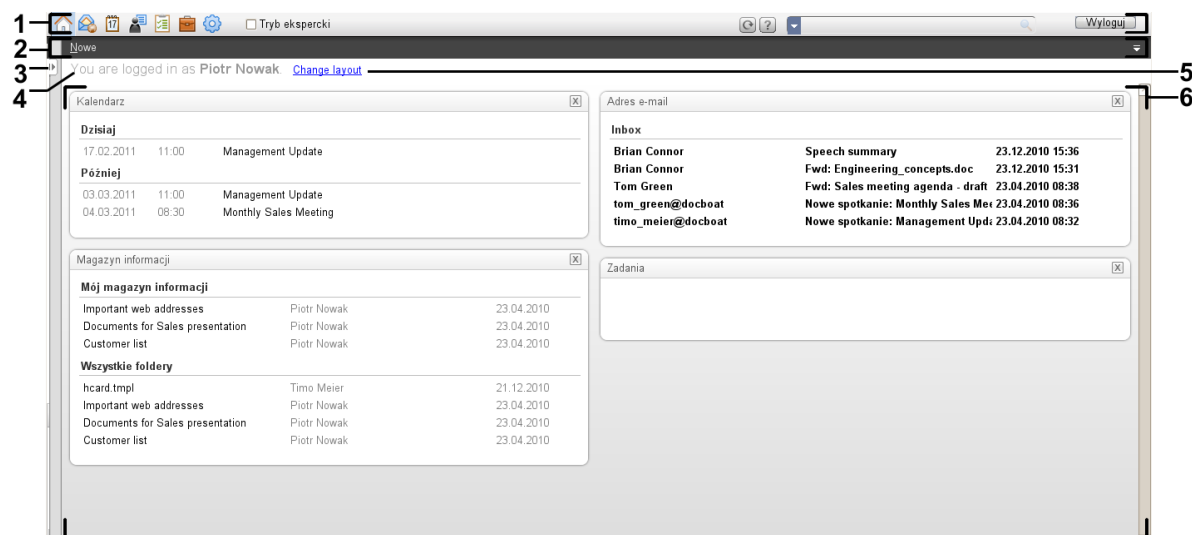 1 17 Tryb ekspercki ? Wyloguj
2 Nowe
3
4 You are logged in as Piotr Nowak. Change layout 5
6
Kalendarz X
Dzisiaj
17.02.2011 11:00 Management Update
Później
03.03.2011 11:00 Management Update
04.03.2011 08:30 Monthly Sales Meeting
Adres e-mail X
Inbox
Brian Connor Speech summary 23.12.2010 15:36
Brian Connor Fwd: Engineering_concepts.doc 23.12.2010 15:31
Tom Green Fwd: Sales meeting agenda - draft 23.04.2010 08:38
tom_green@docboat Nowe spotkanie: Monthly Sales Mee 23.04.2010 08:36
timo_meier@docboat Nowe spotkanie: Management Upda 23.04.2010 08:32
Magazyn informacji X
Mój magazyn informacji
Important web addresses Piotr Nowak 23.04.2010
Documents for Sales presentation Piotr Nowak 23.04.2010
Customer list Piotr Nowak 23.04.2010
Wszystkie foldery
hcard.tmpl Timo Meier 21.12.2010
Important web addresses Piotr Nowak 23.04.2010
Documents for Sales presentation Piotr Nowak 23.04.2010
Customer list Piotr Nowak 23.04.2010
Zadania X